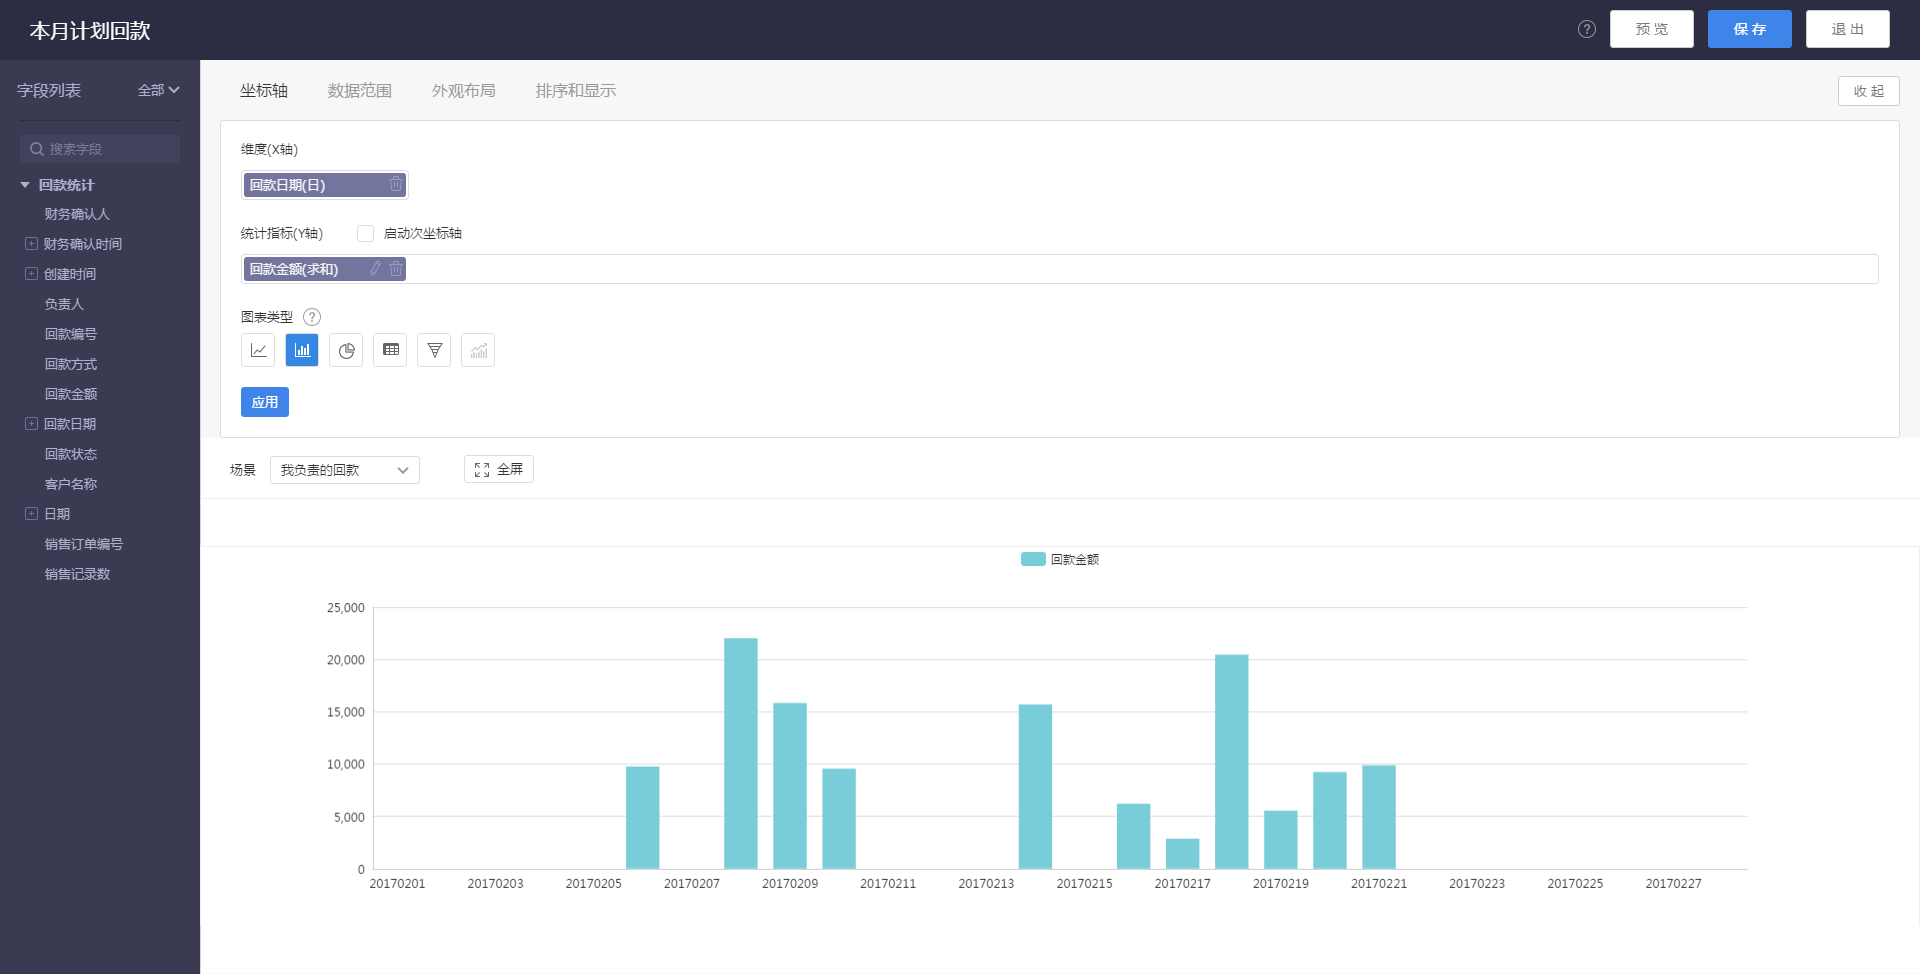 本月计划回款
? 预 览 保 存 退 出
字段列表 全部
搜索字段
回款统计
财务确认人
财务确认时间
创建时间
负责人
回款编号
回款方式
回款金额
回款日期
回款状态
客户名称
日期
销售订单编号
销售记录数
坐标轴 数据范围 外观布局 排序和显示 收 起
维度(X轴)
回款日期(日)
统计指标(Y轴) 启动次坐标轴
回款金额(求和)
图表类型 ?
应用
场景 我负责的回款 全屏
回款金额
25,000
20,000
15,000
10,000
5,000
0
20170201 20170203 20170205 20170207 20170209 20170211 20170213 20170215 20170217 20170219 20170221 20170223 20170225 20170227